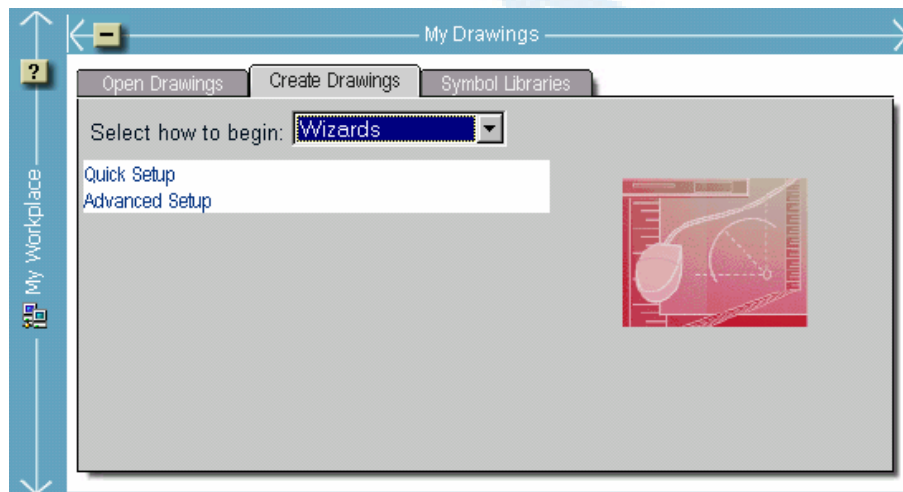 My Drawings
?
Open Drawings Create Drawings Symbol Libraries
Select how to begin: Wizards
Quick Setup
Advanced Setup
My Workplace